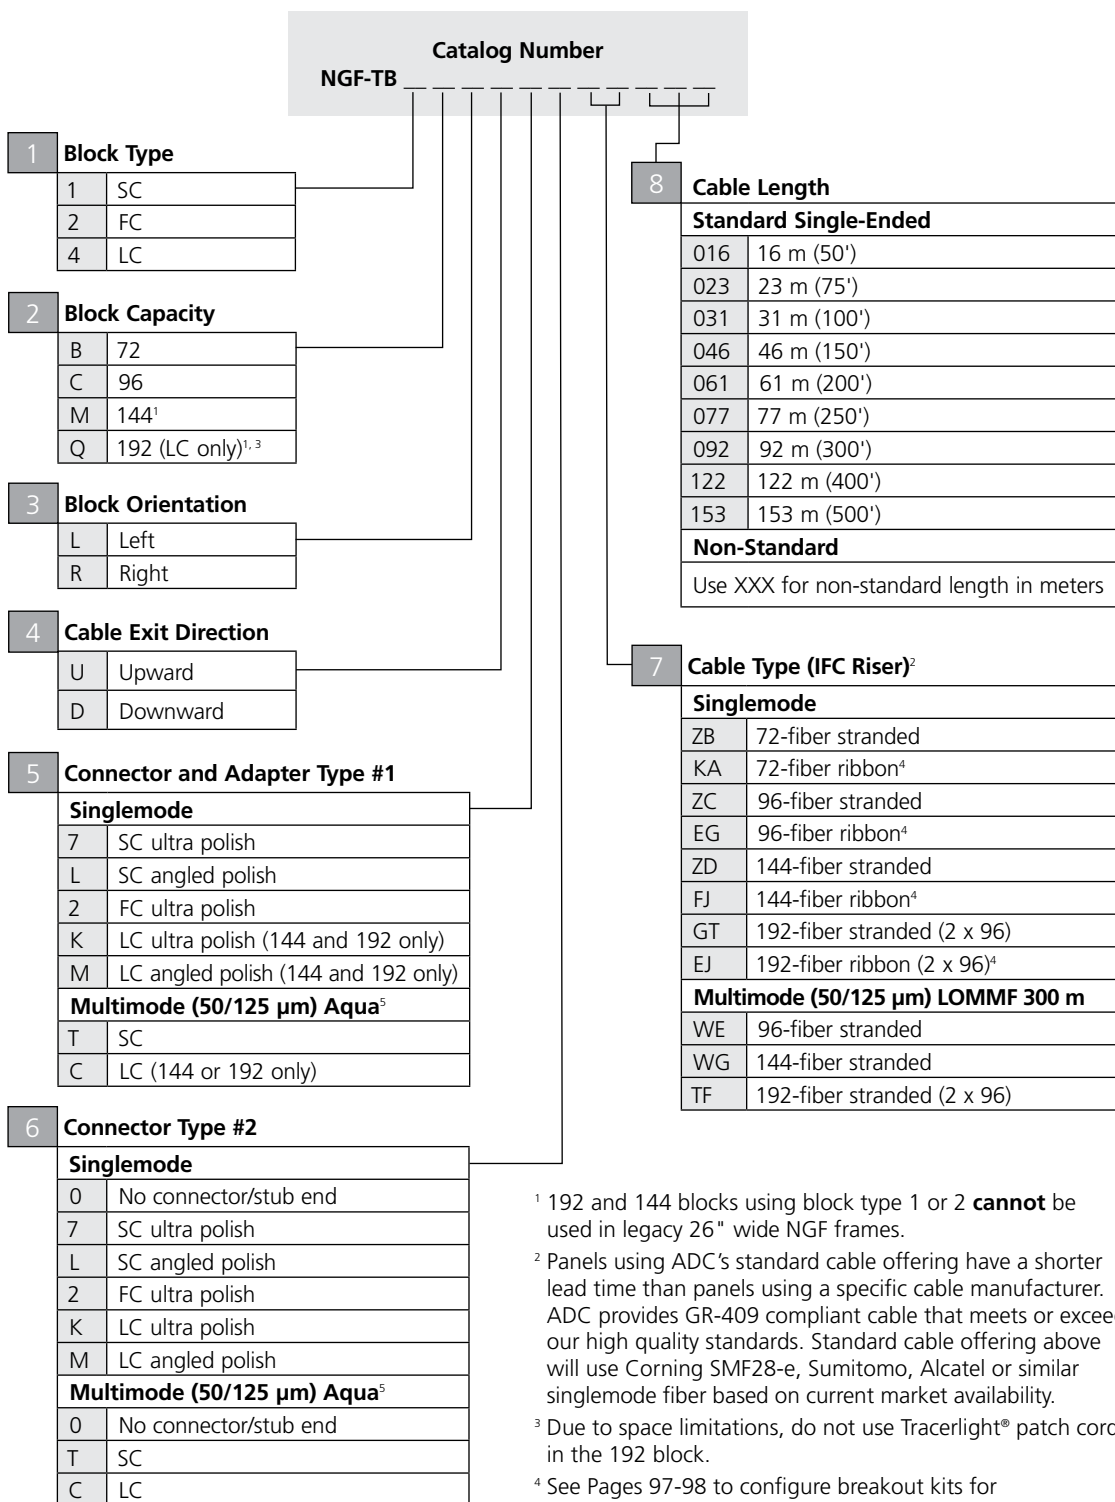 Catalog Number
NGF-TB __ __ __ __ __ __ __ __ __ __ __
1 Block Type
1 SC
2 FC
4 LC
2 Block Capacity
B 72
C 96
M 144¹
Q 192 (LC only)¹, ³
3 Block Orientation
L Left
R Right
4 Cable Exit Direction
U Upward
D Downward
5 Connector and Adapter Type #1
Singlemode
7 SC ultra polish
L SC angled polish
2 FC ultra polish
K LC ultra polish (144 and 192 only)
M LC angled polish (144 and 192 only)
Multimode (50/125 µm) Aqua⁵
T SC
C LC (144 or 192 only)
6 Connector Type #2
Singlemode
0 No connector/stub end
7 SC ultra polish
L SC angled polish
2 FC ultra polish
K LC ultra polish
M LC angled polish
Multimode (50/125 µm) Aqua⁵
0 No connector/stub end
T SC
C LC
8 Cable Length
Standard Single-Ended
016 16 m (50')
023 23 m (75')
031 31 m (100')
046 46 m (150')
061 61 m (200')
077 77 m (250')
092 92 m (300')
122 122 m (400')
153 153 m (500')
Non-Standard
Use XXX for non-standard length in meters
7 Cable Type (IFC Riser)²
Singlemode
ZB 72-fiber stranded
KA 72-fiber ribbon⁴
ZC 96-fiber stranded
EG 96-fiber ribbon⁴
ZD 144-fiber stranded
FJ 144-fiber ribbon⁴
GT 192-fiber stranded (2 x 96)
EJ 192-fiber ribbon (2 x 96)⁴
Multimode (50/125 µm) LOMMF 300 m
WE 96-fiber stranded
WG 144-fiber stranded
TF 192-fiber stranded (2 x 96)
¹ 192 and 144 blocks using block type 1 or 2 cannot be
used in legacy 26" wide NGF frames.
² Panels using ADC's standard cable offering have a shorter
lead time than panels using a specific cable manufacturer.
ADC provides GR-409 compliant cable that meets or excee
our high quality standards. Standard cable offering above
will use Corning SMF28-e, Sumitomo, Alcatel or similar
singlemode fiber based on current market availability.
³ Due to space limitations, do not use Tracerlight® patch cord
in the 192 block.
⁴ See Pages 97-98 to configure breakout kits for